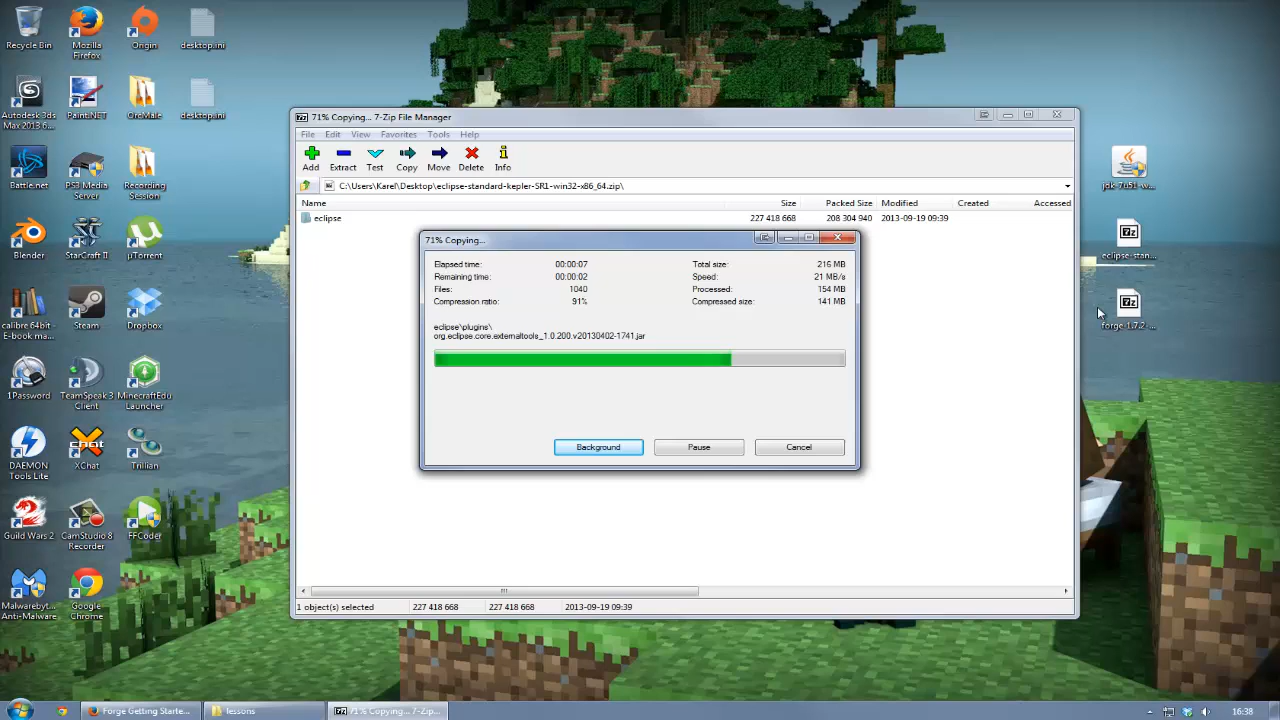 Recycle Bin
Mozilla
Firefox
Origin
desktop.ini
Autodesk 3ds
Max 2013 6...
Paint.NET
OreMale
desktop.ini
Battle.net
PS3 Media
Server
Recording
Session
Blender
StarCraft II
µTorrent
calibre 64bit -
E-book ma...
Steam
Dropbox
1Password
TeamSpeak 3
Client
MinecraftEdu
Launcher
DAEMON
Tools Lite
XChat
Trillian
Guild Wars 2
CamStudio 8
Recorder
FFCoder
Malwareby...
Anti-Malware
Google
Chrome
71% Copying... 7-Zip File Manager
File Edit View Favorites Tools Help
Add Extract Test Copy Move Delete Info
C:\Users\Karel\Desktop\eclipse-standard-kepler-SR1-win32-x86_64.zip\
Name Size Packed Size Modified Created Accessed
eclipse 227 418 668 208 304 940 2013-09-19 09:39
71% Copying...
Elapsed time: 00:00:07 Total size: 216 MB
Remaining time: 00:00:02 Speed: 21 MB/s
Files: 1040 Processed: 154 MB
Compression ratio: 91% Compressed size: 141 MB
eclipse\plugins\
org.eclipse.core.externaltools_1.0.200.v20130402-1741.jar
Background Pause Cancel
1 object(s) selected 227 418 668 227 418 668 2013-09-19 09:39
jdk-7u51-w...
7z
eclipse-stan...
7z
forge-1.7.2-...
Forge Getting Starte...
lessons
71% Copying... 7-Zip...
16:38